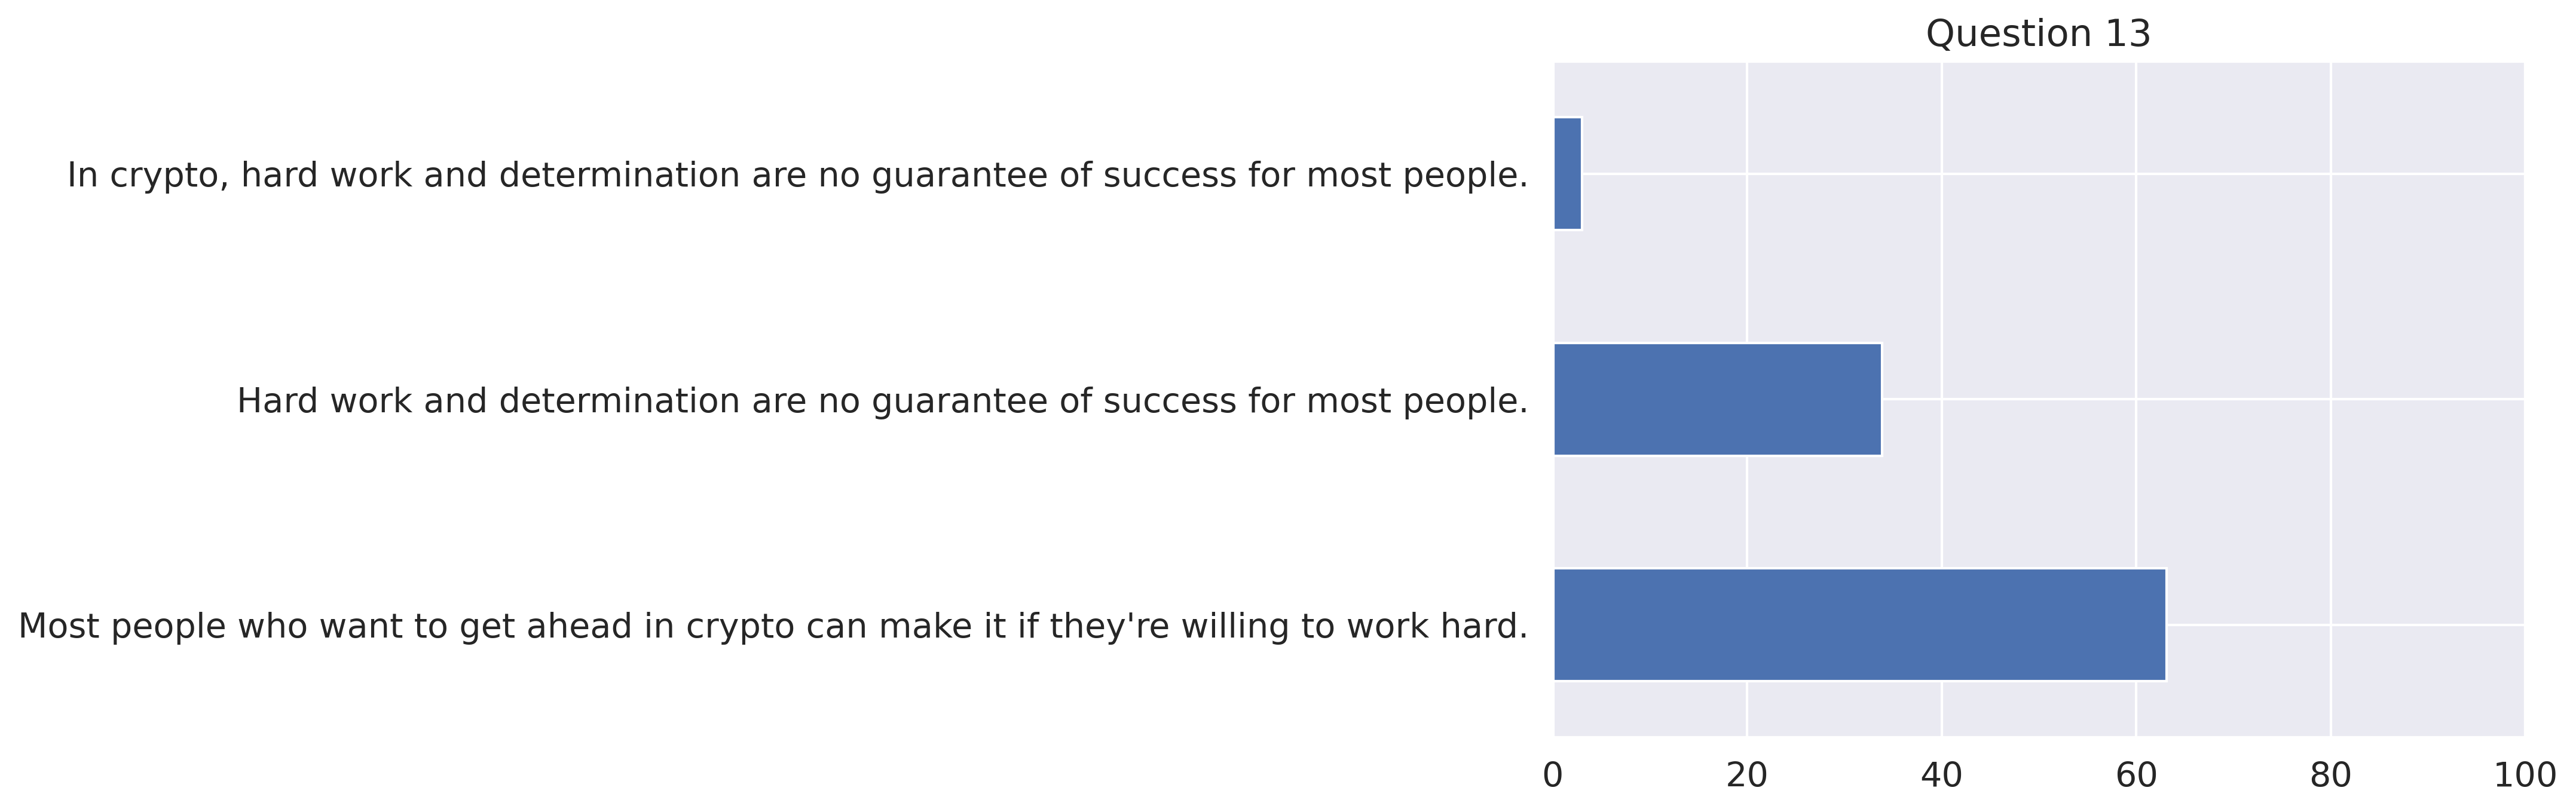 Question 13
In crypto, hard work and determination are no guarantee of success for most people.
Hard work and determination are no guarantee of success for most people.
Most people who want to get ahead in crypto can make it if they're willing to work hard.
0 20 40 60 80 100